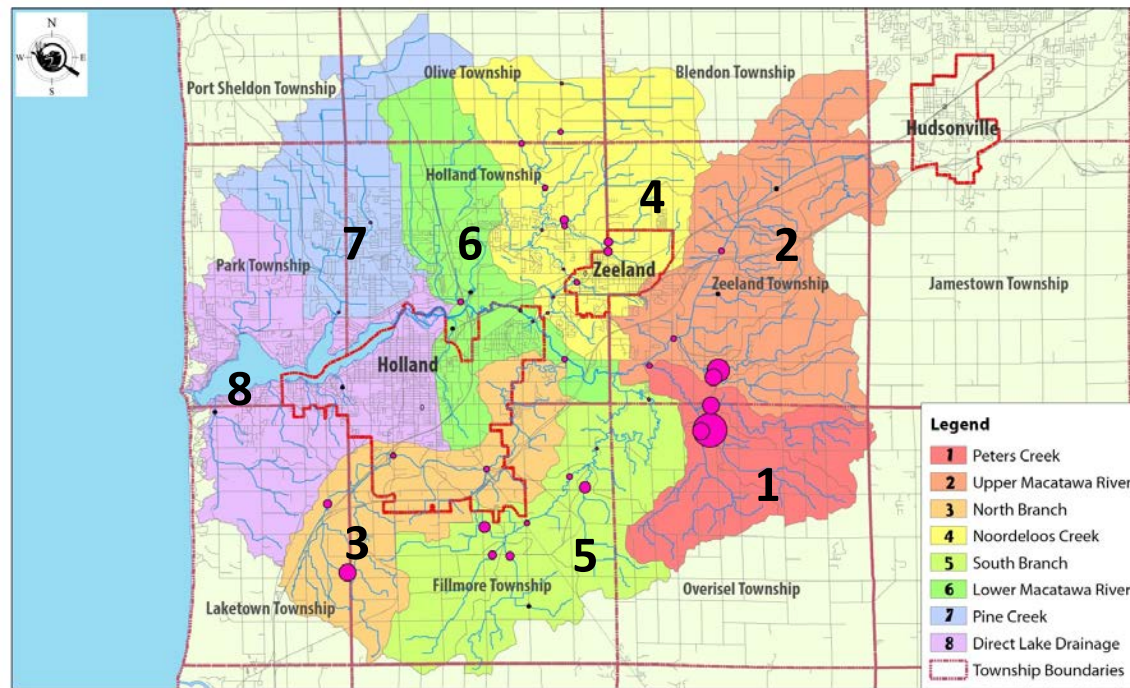 N
W
E
S
Port Sheldon Township
Olive Township
Blendon Township
Hudsonville
Holland Township
4
2
7
6
Park Township
Zeeland
Zeeland Township
Jamestown Township
Holland
8
1
3
5
Fillmore Township
Laketown Township
Overisel Township
Legend
1 Peters Creek
2 Upper Macatawa River
3 North Branch
4 Noordeloos Creek
5 South Branch
6 Lower Macatawa River
7 Pine Creek
8 Direct Lake Drainage
Township Boundaries